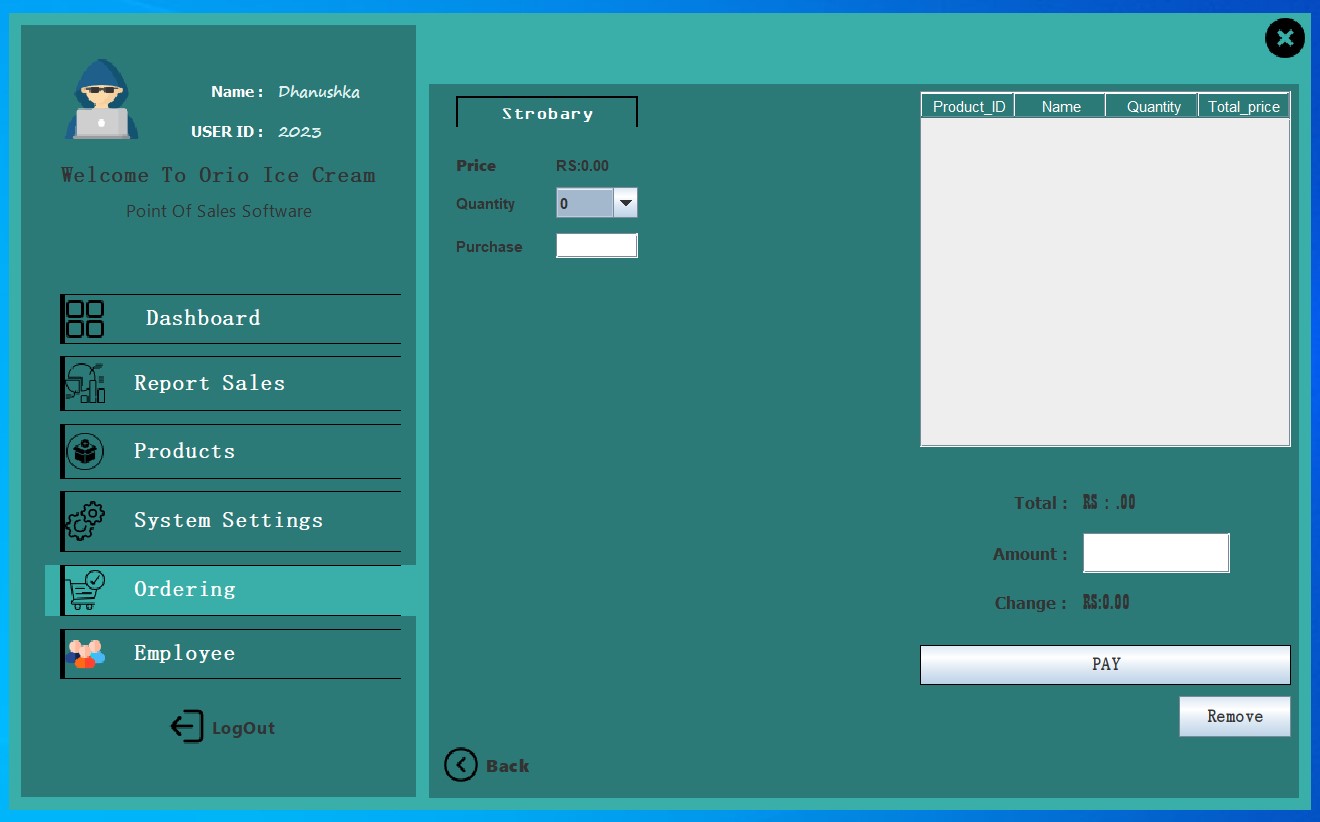 Name : Dhanushka
USER ID : 2023
Welcome To Orio Ice Cream
Point Of Sales Software
Dashboard
Report Sales
Products
System Settings
Ordering
Employee
LogOut
Strobary
Price RS:0.00
Quantity 0
Purchase
Back
Product_ID Name Quantity Total_price
Total : RS : .00
Amount :
Change : RS:0.00
PAY
Remove